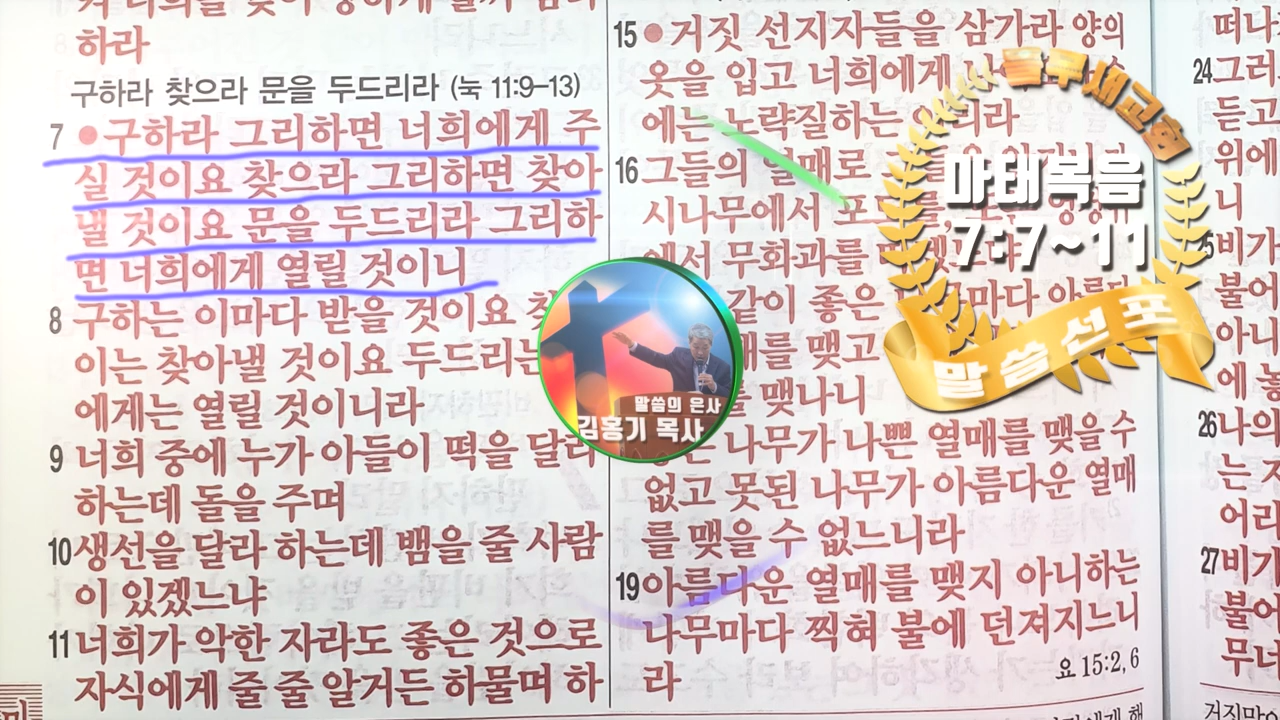 하라
구하라 찾으라 문을 두드리라 (눅 11:9-13)
7 ●구하라 그리하면 너희에게 주
실 것이요 찾으라 그리하면 찾아
낼 것이요 문을 두드리라 그리하
면 너희에게 열릴 것이니
8 구하는 이마다 받을 것이요
이는 찾아낼 것이요 두드리는
에게는 열릴 것이니라
9 너희 중에 누가 아들이 떡을 달라
하는데 돌을 주며
10 생선을 달라 하는데 뱀을 줄 사람
이 있겠느냐
11 너희가 악한 자라도 좋은 것으로
자식에게 줄 줄 알거든 하물며 하
15 ●거짓 선지자들을 삼가라 양의
옷을 입고 너희에게
에는 노략질하는
16 그들의 열매로
시나무에서
에서 무화과를
같이 좋은
매를 맺고
를 맺나니
나무가 나쁜 열매를 맺을 수
없고 못된 나무가 아름다운 열매
를 맺을 수 없느니라
19 아름다운 열매를 맺지 아니하는
나무마다 찍혀 불에 던져지느니
라
요 15:2, 6
떠나
24 그러
듣고
위에
니
비기
불어
아니
에 놓
26 나의
는 자
어리
27 비기
불어
무너
달구새교회
마태복음
7:7~11
말씀선포
말씀의 은사
김홍기 목사